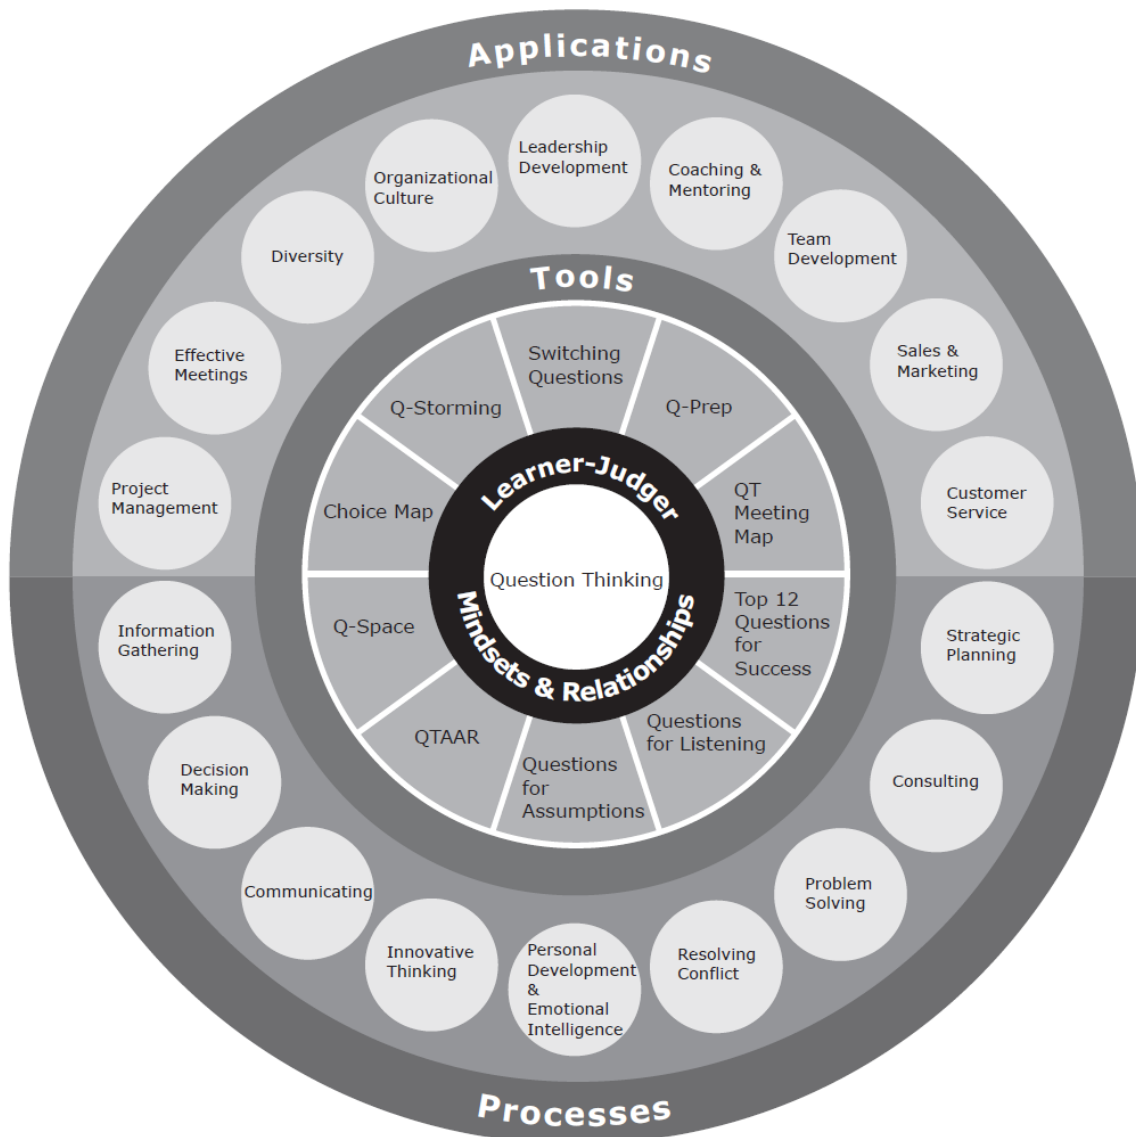 Applications
Leadership
Development
Organizational
Culture
Coaching &
Mentoring
Diversity
Team
Development
Effective
Meetings
Sales &
Marketing
Project
Management
Customer
Service
Tools
Switching
Questions
Q-Storming
Q-Prep
Choice Map
QT
Meeting
Map
Learner-Judger
Question Thinking
Mindsets & Relationships
Q-Space
Top 12
Questions
for
Success
QTAAR
Questions
for Listening
Questions
for
Assumptions
Information
Gathering
Strategic
Planning
Decision
Making
Consulting
Communicating
Problem
Solving
Innovative
Thinking
Personal
Development
&
Emotional
Intelligence
Resolving
Conflict
Processes